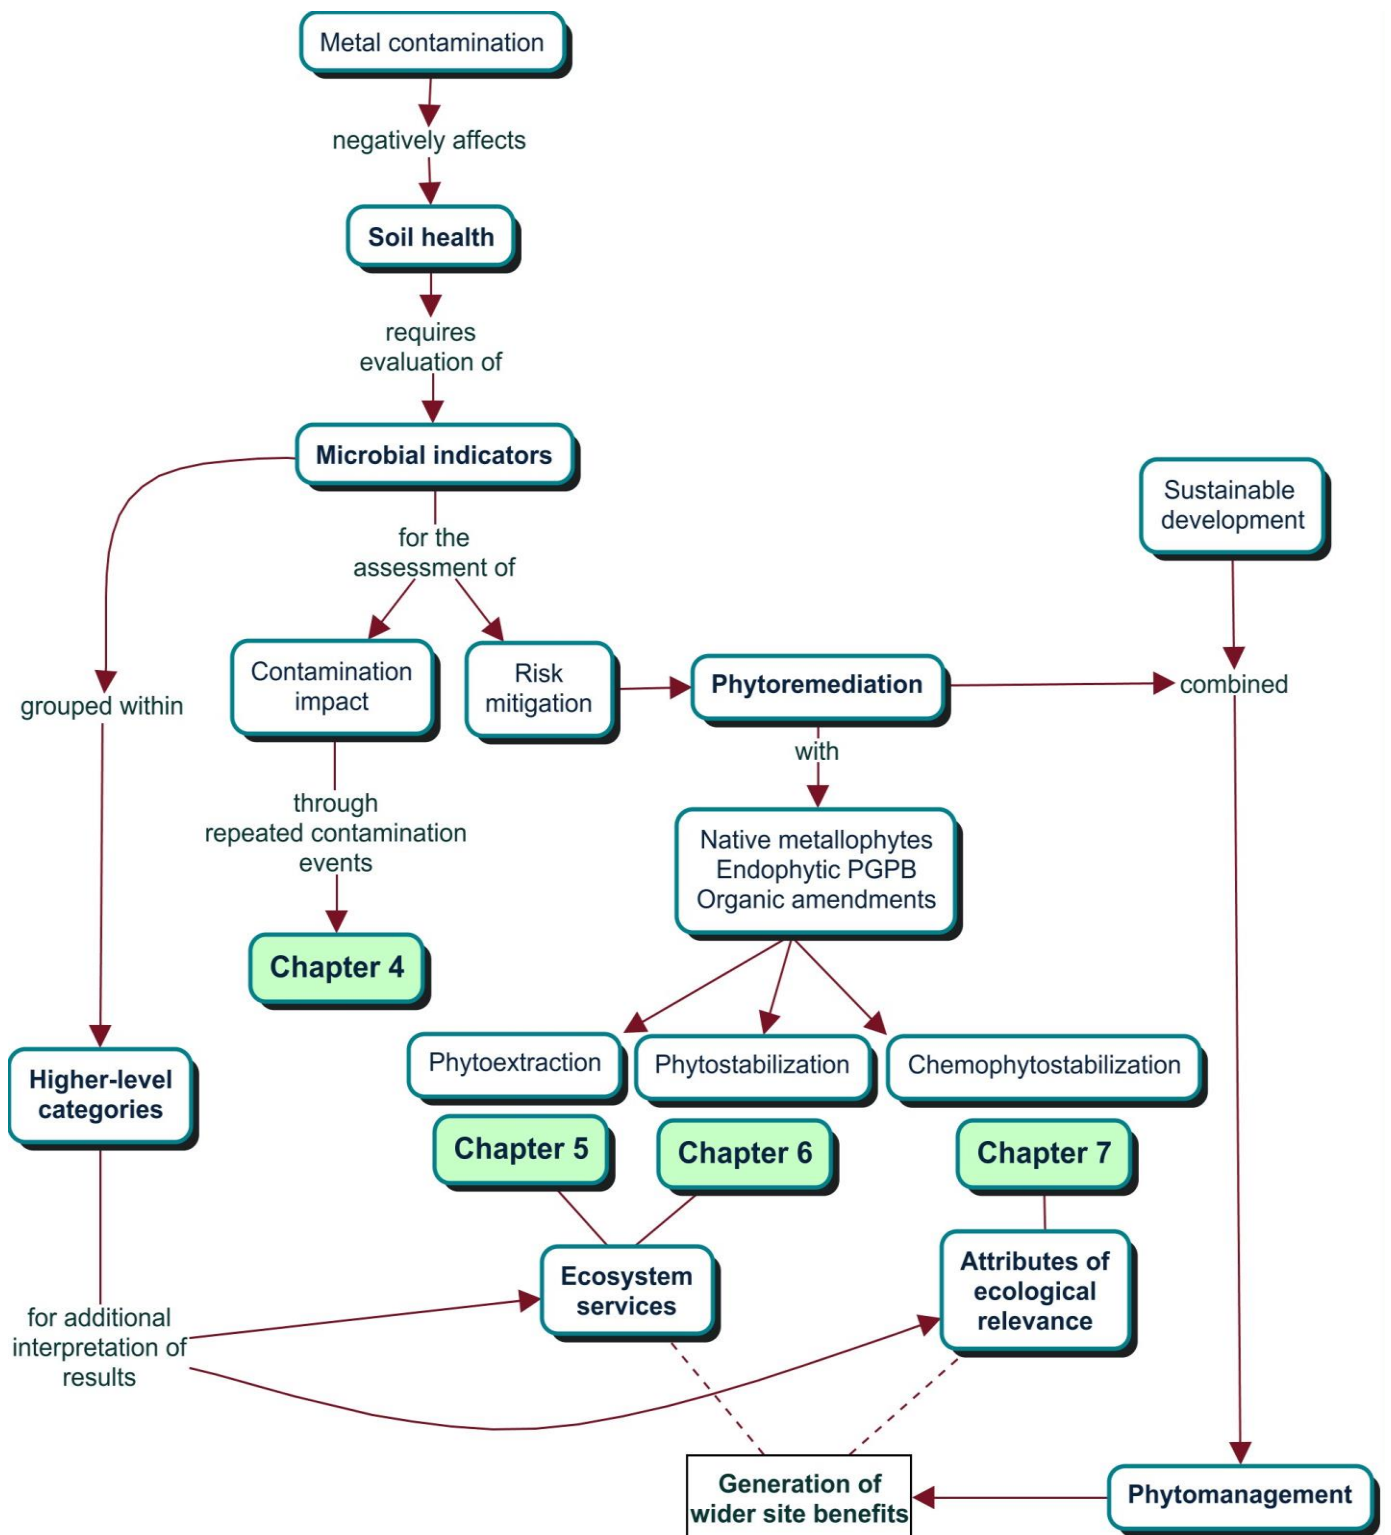 Metal contamination
negatively affects
Soil health
requires
evaluation of
Microbial indicators
for the
assessment of
Sustainable
development
Contamination
impact
Risk
mitigation
Phytoremediation
combined
grouped within
with
through
repeated contamination
events
Native metallophytes
Endophytic PGPB
Organic amendments
Chapter 4
Phytoextraction
Phytostabilization
Chemophytostabilization
Higher-level
categories
Chapter 5
Chapter 6
Chapter 7
Ecosystem
services
Attributes of
ecological
relevance
for additional
interpretation of
results
Generation of
wider site benefits
Phytomanagement